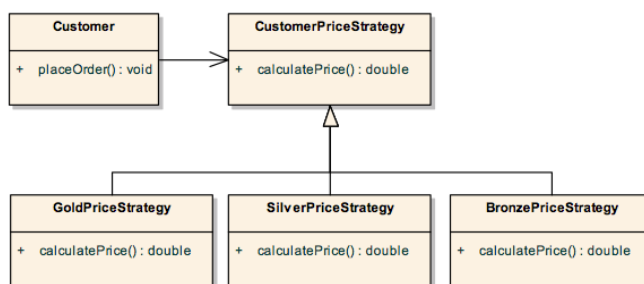 Customer
+ placeOrder() : void
CustomerPriceStrategy
+ calculatePrice() : double
GoldPriceStrategy
+ calculatePrice() : double
SilverPriceStrategy
+ calculatePrice() : double
BronzePriceStrategy
+ calculatePrice() : double